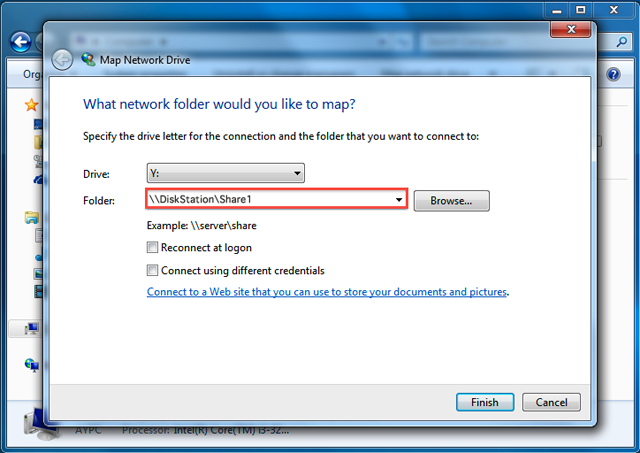 Map Network Drive
Orga
What network folder would you like to map?
Specify the drive letter for the connection and the folder that you want to connect to:
Drive: Y:
Folder: \\DiskStation\Share1 Browse...
Example: \\server\share
Reconnect at logon
Connect using different credentials
Connect to a Web site that you can use to store your documents and pictures.
Finish Cancel
AYPC Processor: Intel(R) Core(TM) i3-32...